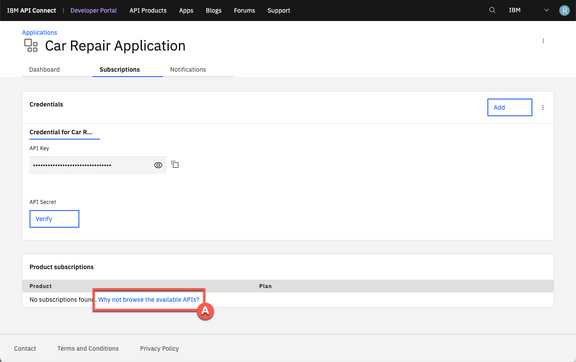 IBM API Connect | Developer Portal API Products Apps Blogs Forums Support IBM R
Applications
Car Repair Application
Dashboard Subscriptions Notifications
Credentials
Add
Credential for Car R...
API Key
••••••••••••••••••••••••••••••••
API Secret
Verify
Product subscriptions
Product Plan
No subscriptions found. Why not browse the available APIs?
A
Contact Terms and Conditions Privacy Policy